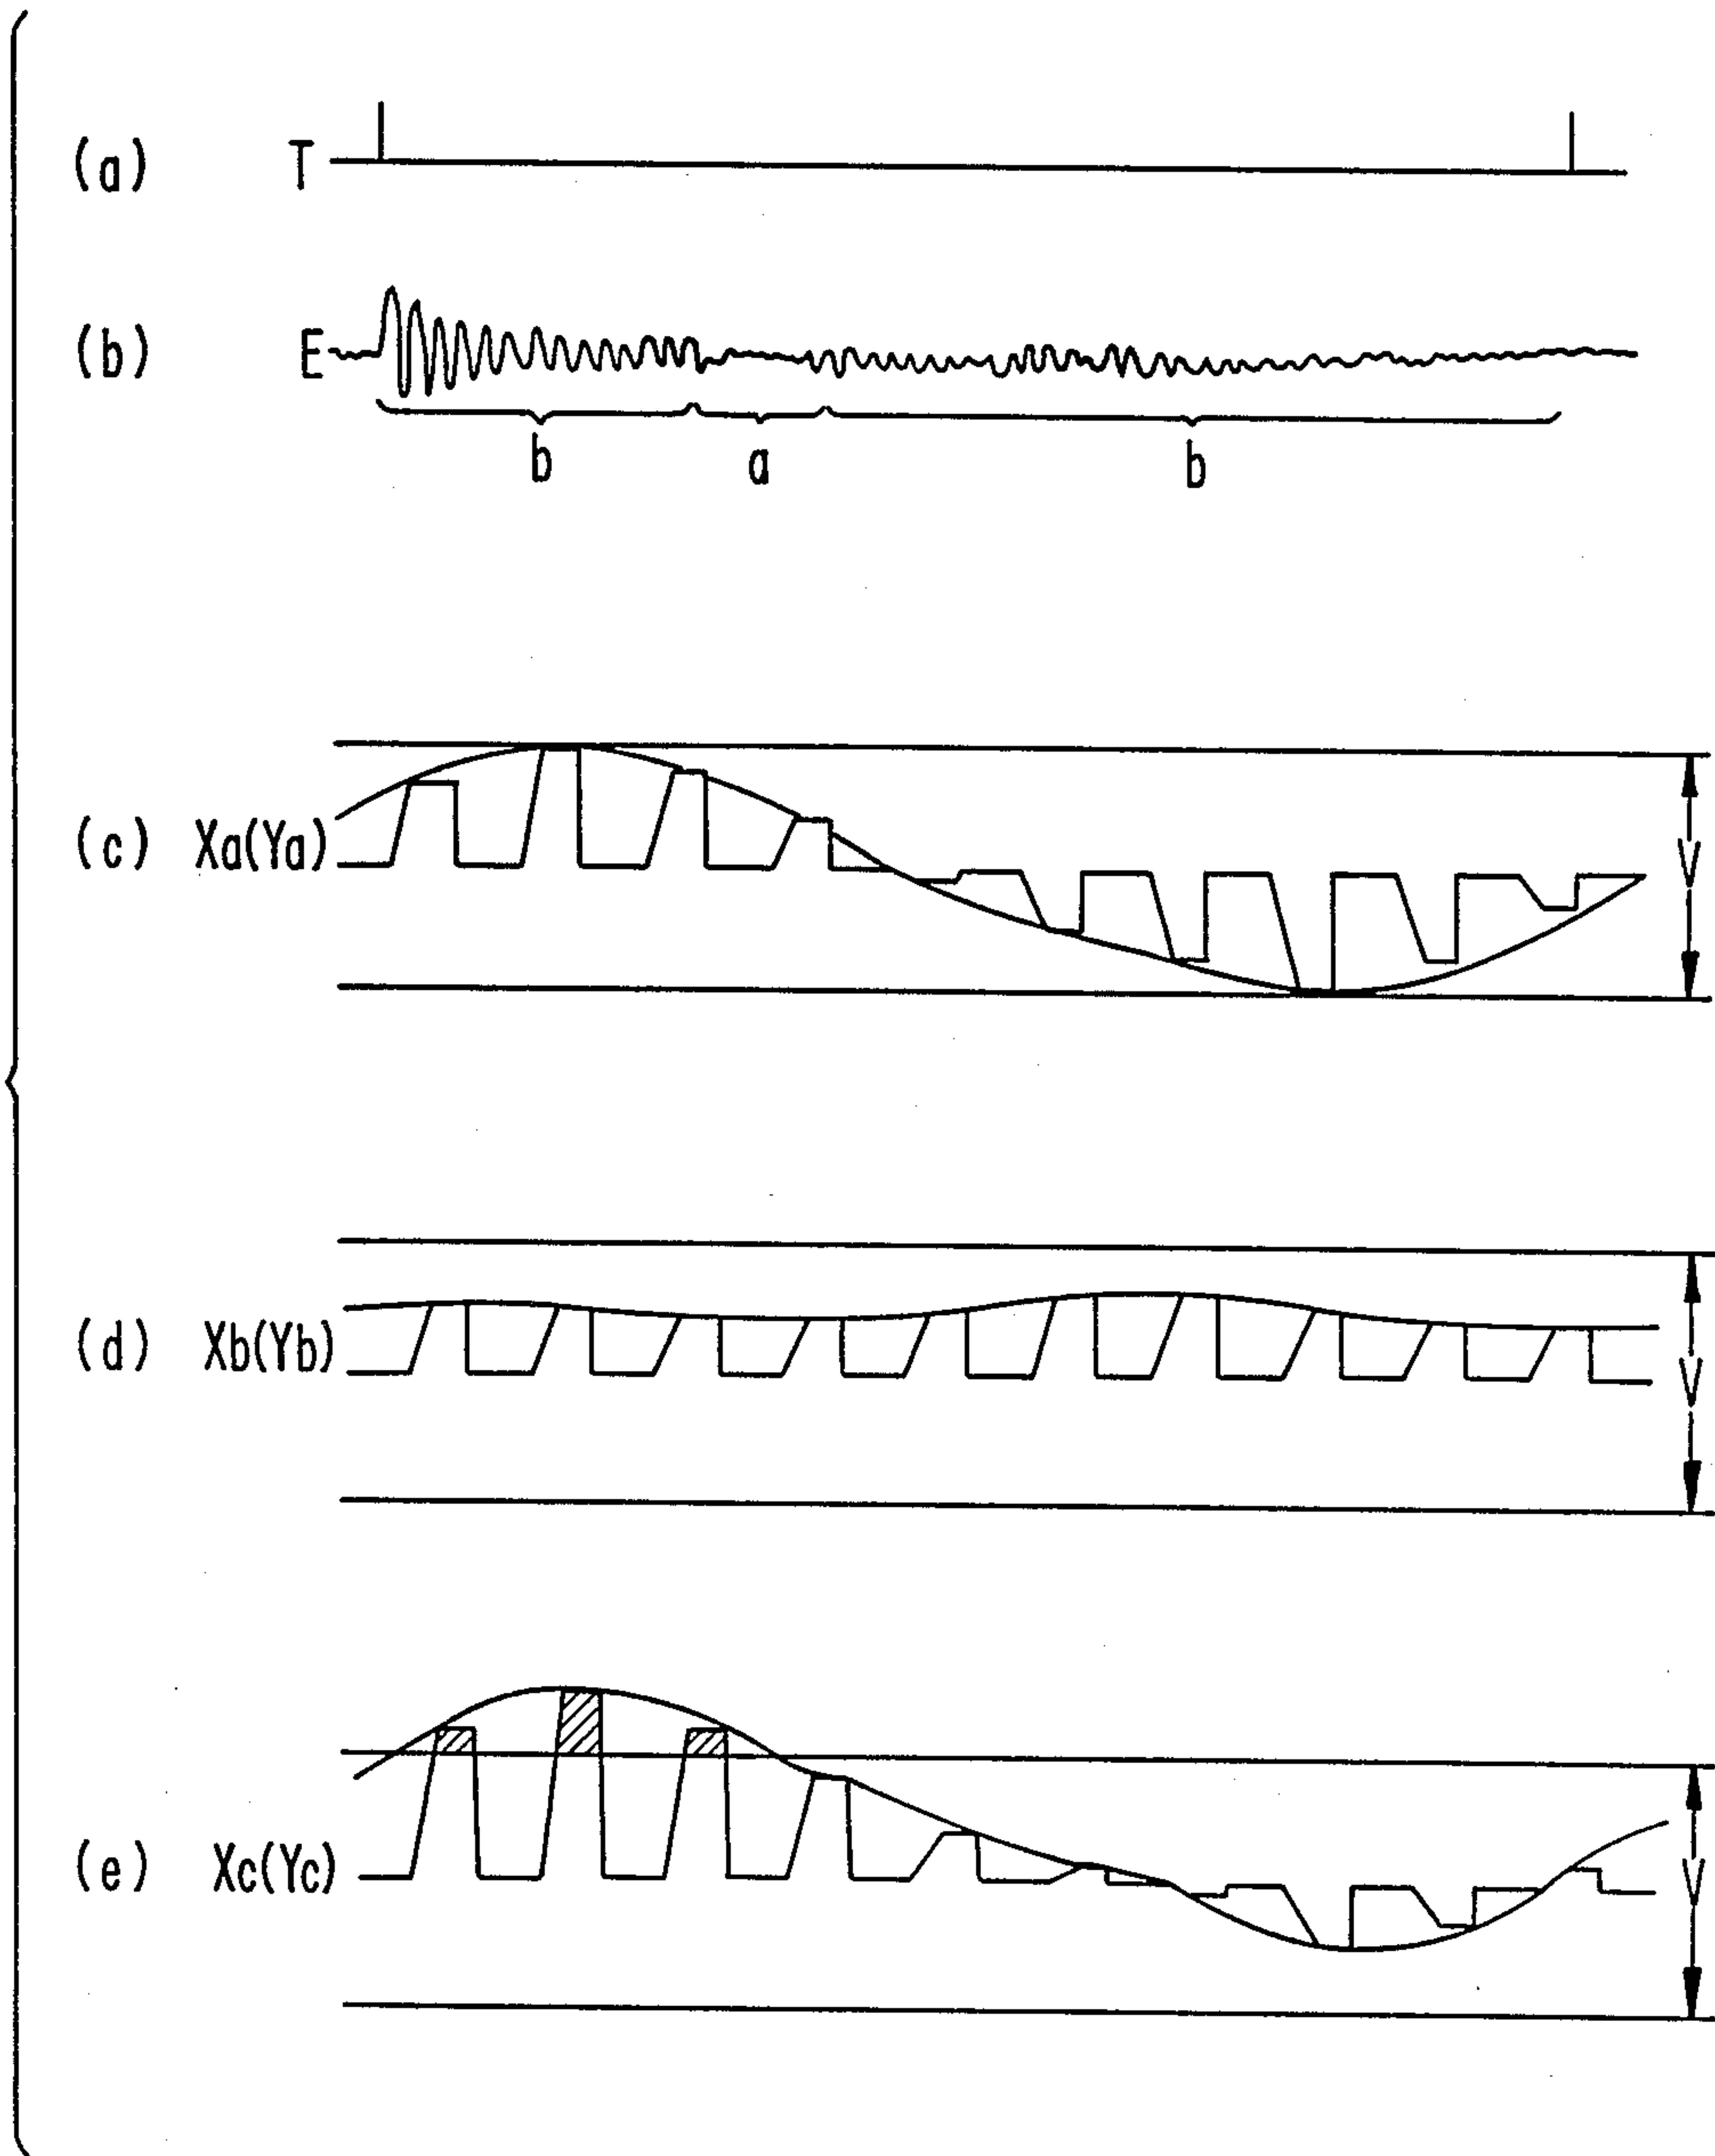 (a) T
(b) E
b a b
(c) Xa(Ya) V
(d) Xb(Yb) V
(e) Xc(Yc) V